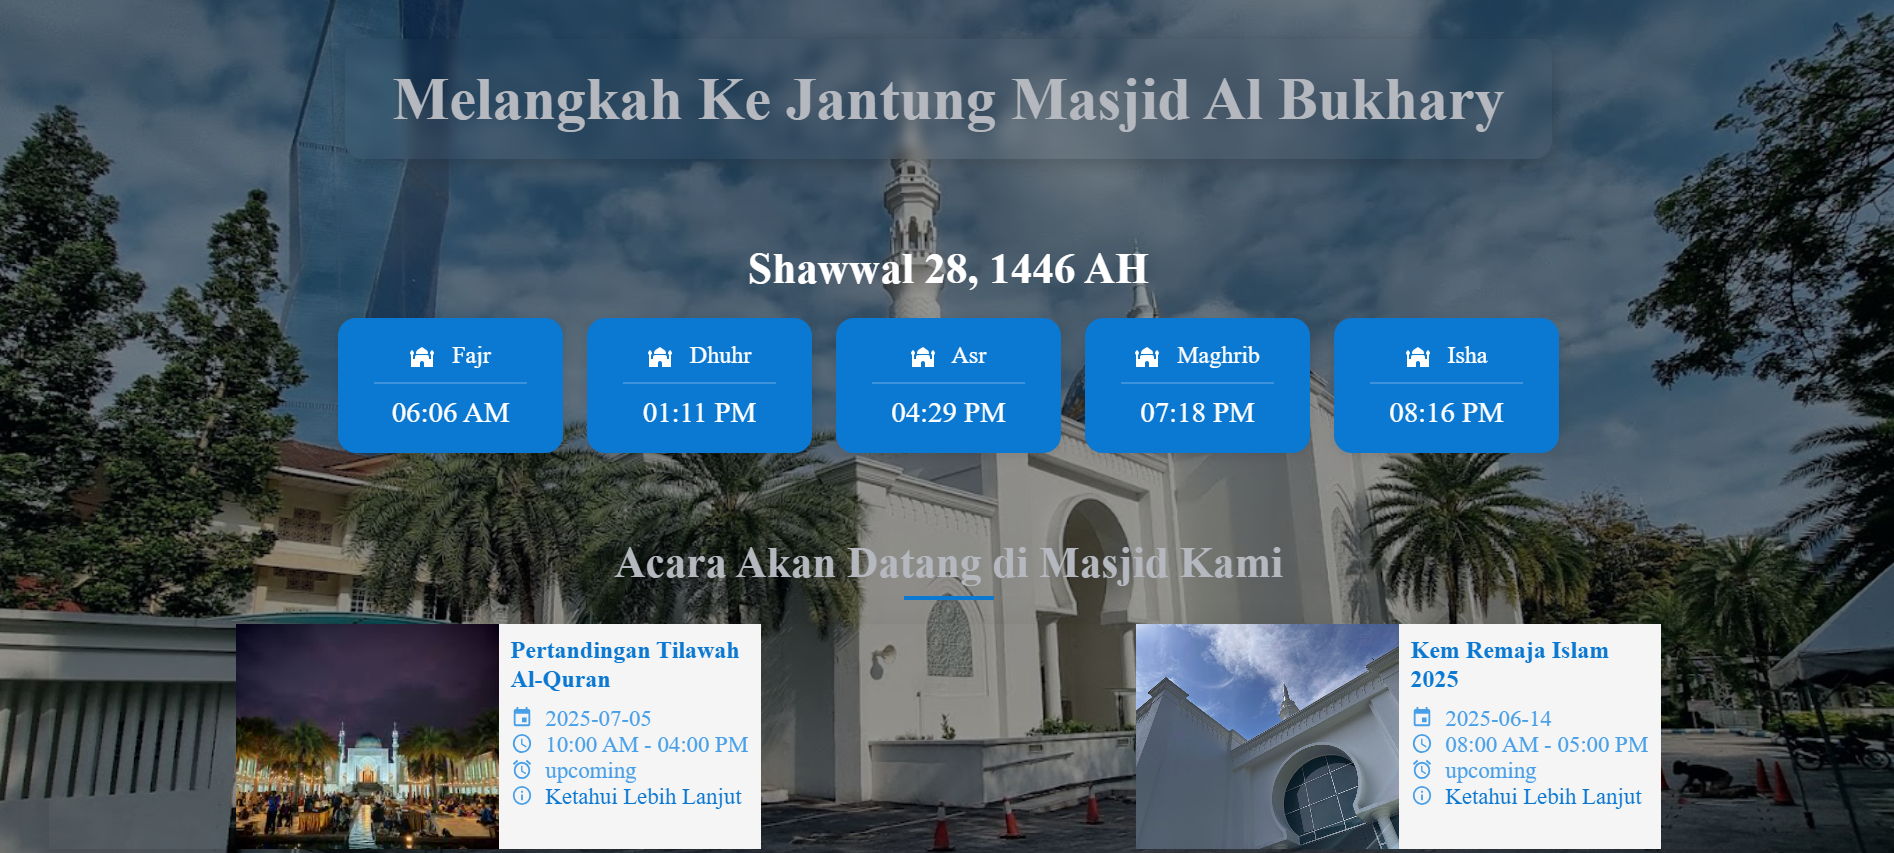 Melangkah Ke Jantung Masjid Al Bukhary
Shawwal 28, 1446 AH
Fajr
06:06 AM
Dhuhr
01:11 PM
Asr
04:29 PM
Maghrib
07:18 PM
Isha
08:16 PM
Acara Akan Datang di Masjid Kami
Pertandingan Tilawah
Al-Quran
2025-07-05
10:00 AM - 04:00 PM
upcoming
Ketahui Lebih Lanjut
Kem Remaja Islam
2025
2025-06-14
08:00 AM - 05:00 PM
upcoming
Ketahui Lebih Lanjut